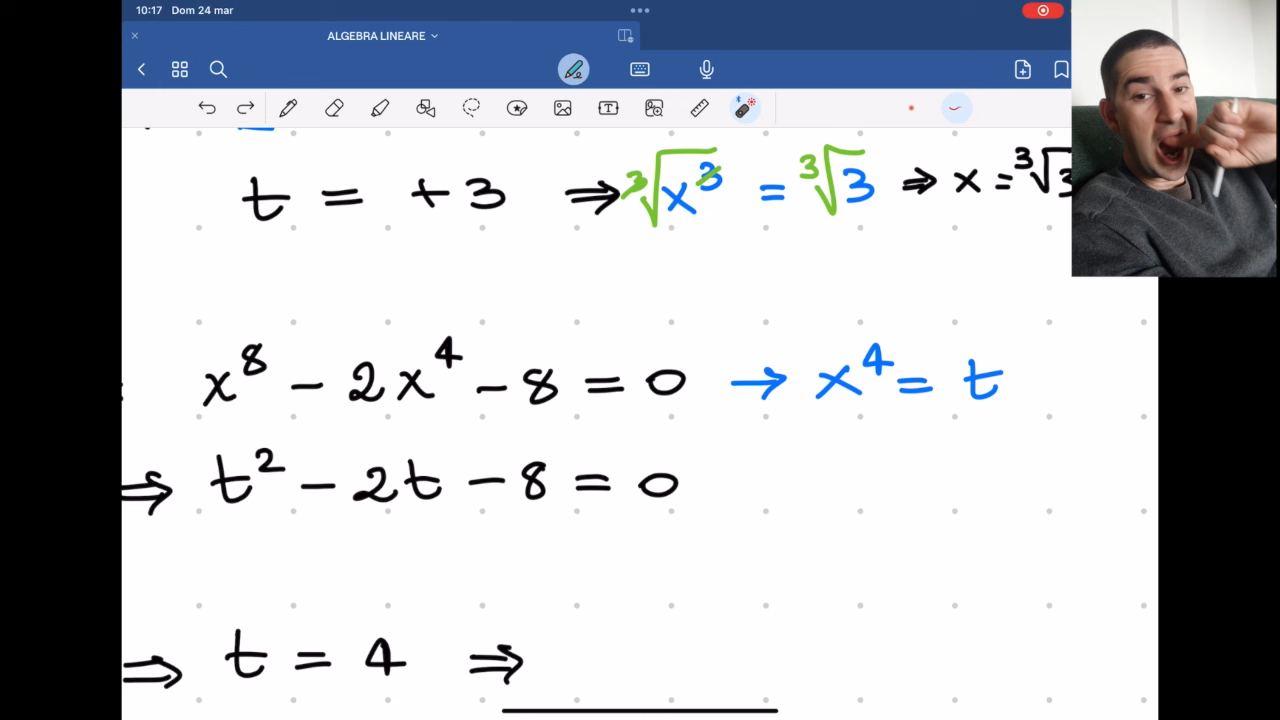 10:17 Dom 24 mar
ALGEBRA LINEARE
t = +3 ⇒ ∛x³ = ∛3 ⇒ x = ∛3
x⁸ - 2x⁴ - 8 = 0 → x⁴ = t
⇒ t² - 2t - 8 = 0
⇒ t = 4 ⇒